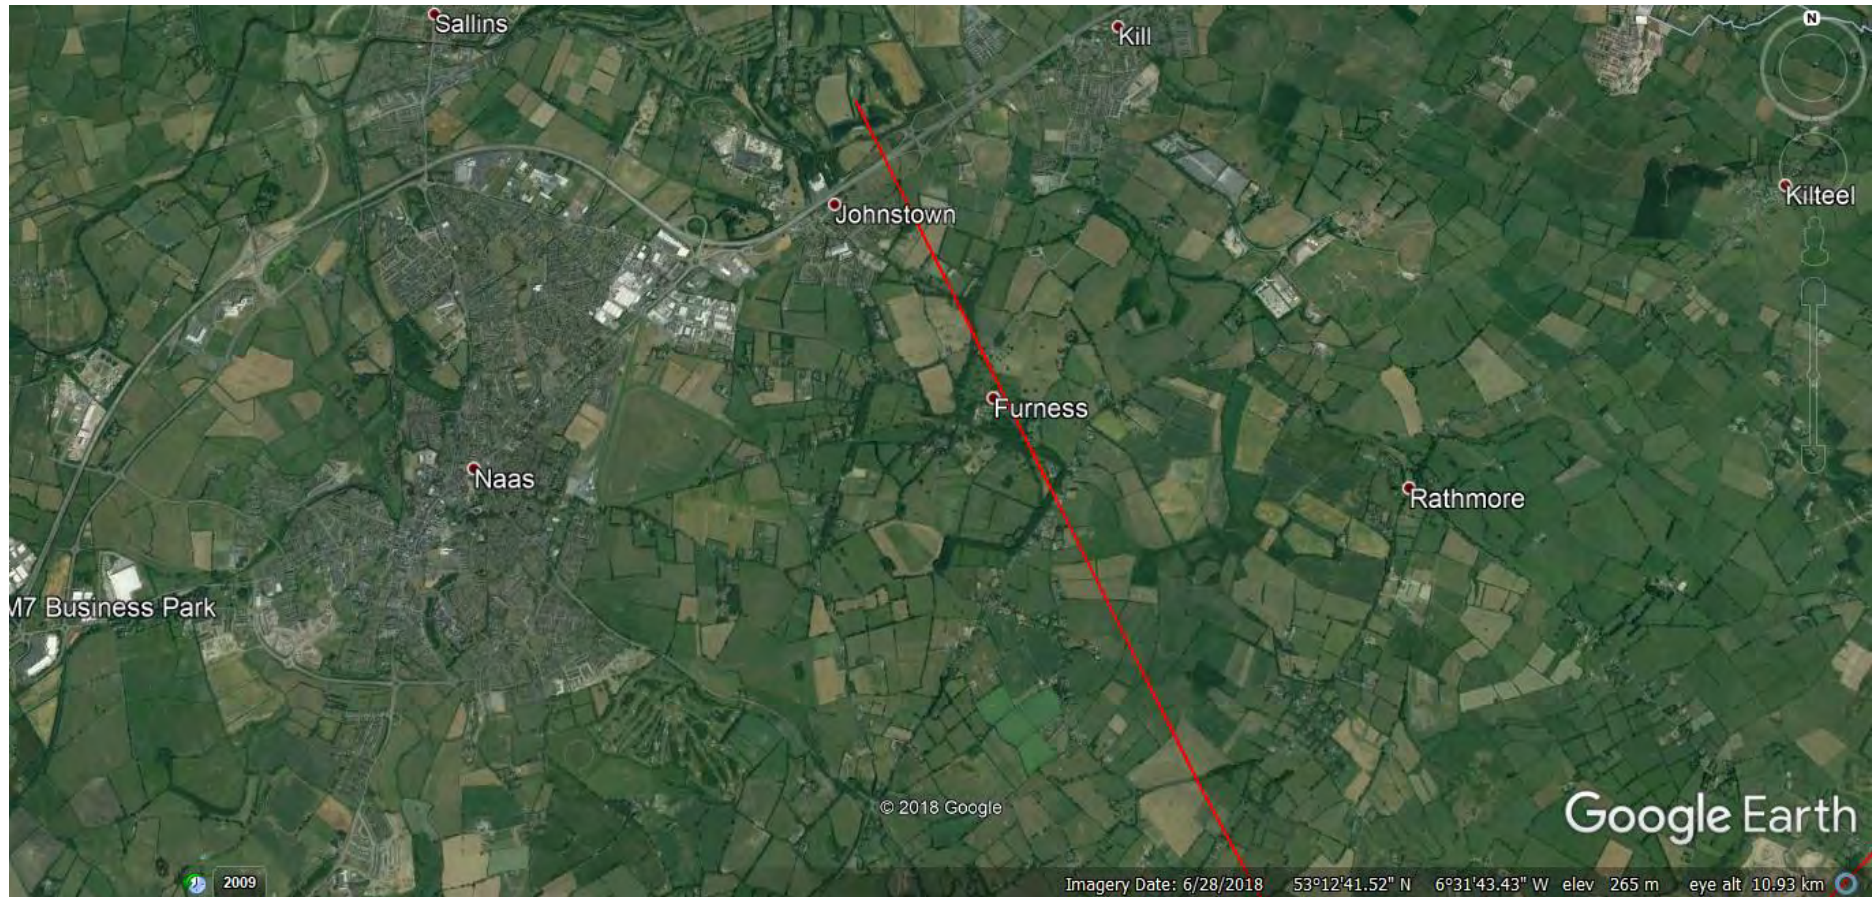 Sallins
Kill
N
Kilteel
Johnstown
Furness
Naas
Rathmore
M7 Business Park
© 2018 Google
Google Earth
2009
Imagery Date: 6/28/2018 53°12'41.52" N 6°31'43.43" W elev 265 m eye alt 10.93 km